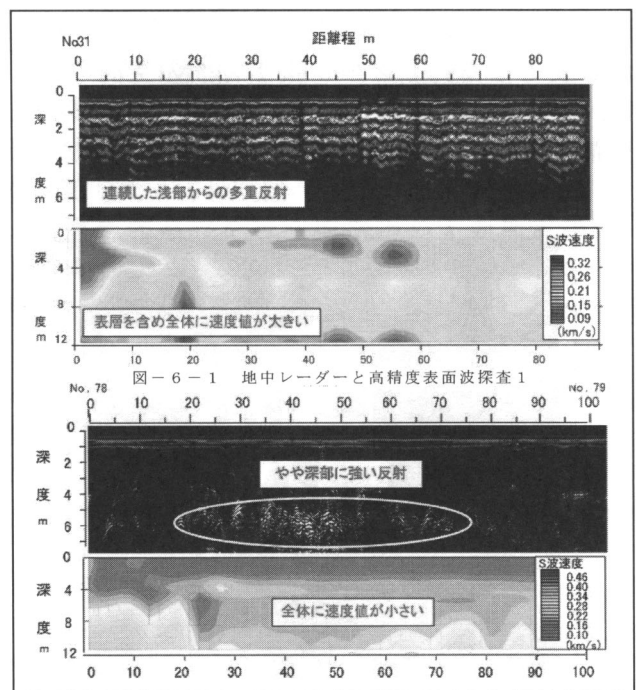 距離程 m
No31
0 10 20 30 40 50 60 70 80
0
深
2
度 4
m 6
連続した浅部からの多重反射
0
深
4
8
度
m 12
表層を含め全体に速度値が大きい
S波速度
0.32
0.26
0.21
0.15
0.09
(km/s)
0 10 20 30 40 50 60 70 80
図－6－1 地中レーダーと高精度表面波探査1
No. 78 No. 79
0 10 20 30 40 50 60 70 80 90 100
0
深 2
度 4
m 6
やや深部に強い反射
0
深
4
度 8
m 12
全体に速度値が小さい
S波速度
0.46
0.40
0.34
0.28
0.22
0.16
0.10
(km/s)
0 10 20 30 40 50 60 70 80 90 100